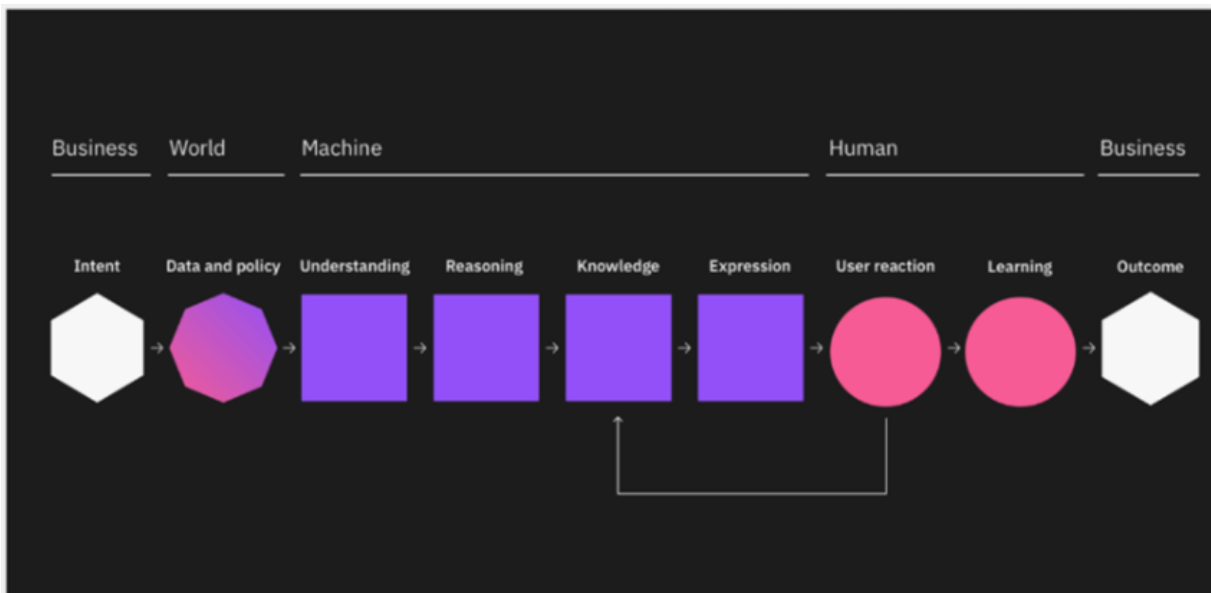 Business World Machine Human Business
Intent Data and policy Understanding Reasoning Knowledge Expression User reaction Learning Outcome